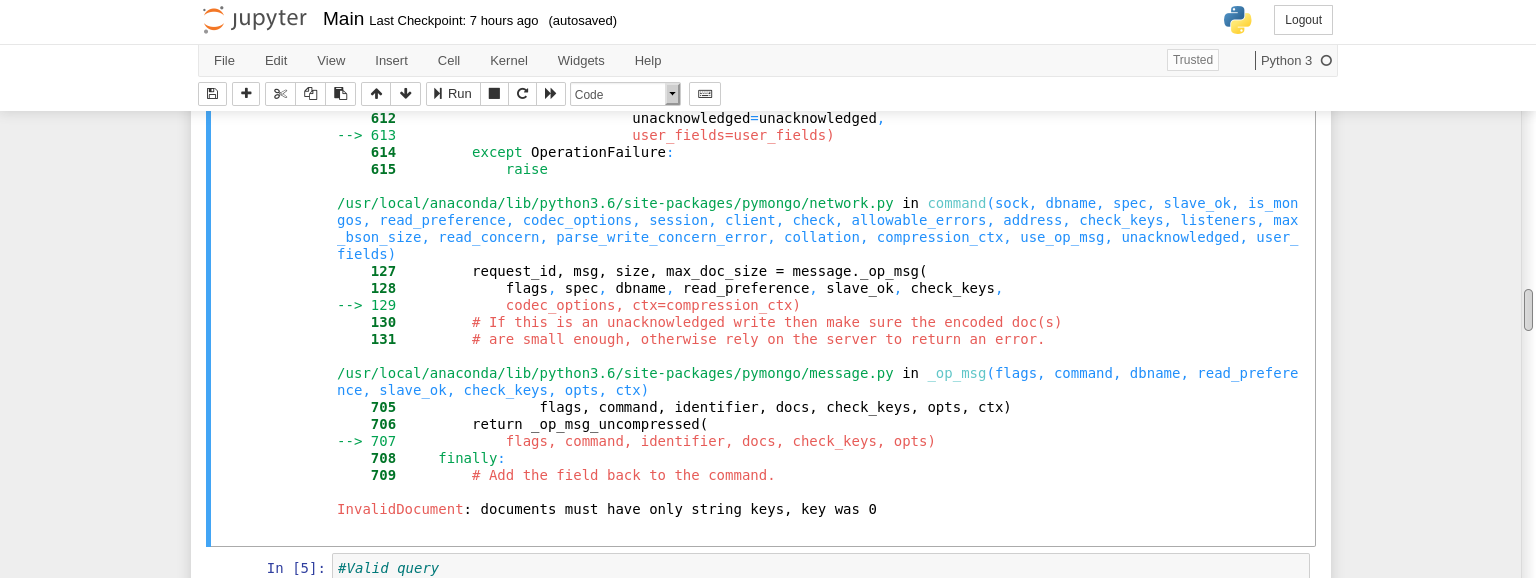 jupyter Main Last Checkpoint: 7 hours ago (autosaved)
Logout
File Edit View Insert Cell Kernel Widgets Help
Trusted Python 3
Run Code
612 unacknowledged=unacknowledged,
--> 613 user_fields=user_fields)
614 except OperationFailure:
615 raise
/usr/local/anaconda/lib/python3.6/site-packages/pymongo/network.py in command(sock, dbname, spec, slave_ok, is_mon
gos, read_preference, codec_options, session, client, check, allowable_errors, address, check_keys, listeners, max
_bson_size, read_concern, parse_write_concern_error, collation, compression_ctx, use_op_msg, unacknowledged, user_
fields)
127 request_id, msg, size, max_doc_size = message._op_msg(
128 flags, spec, dbname, read_preference, slave_ok, check_keys,
--> 129 codec_options, ctx=compression_ctx)
130 # If this is an unacknowledged write then make sure the encoded doc(s)
131 # are small enough, otherwise rely on the server to return an error.
/usr/local/anaconda/lib/python3.6/site-packages/pymongo/message.py in _op_msg(flags, command, dbname, read_prefere
nce, slave_ok, check_keys, opts, ctx)
705 flags, command, identifier, docs, check_keys, opts, ctx)
706 return _op_msg_uncompressed(
--> 707 flags, command, identifier, docs, check_keys, opts)
708 finally:
709 # Add the field back to the command.
InvalidDocument: documents must have only string keys, key was 0
In [5]: #Valid query